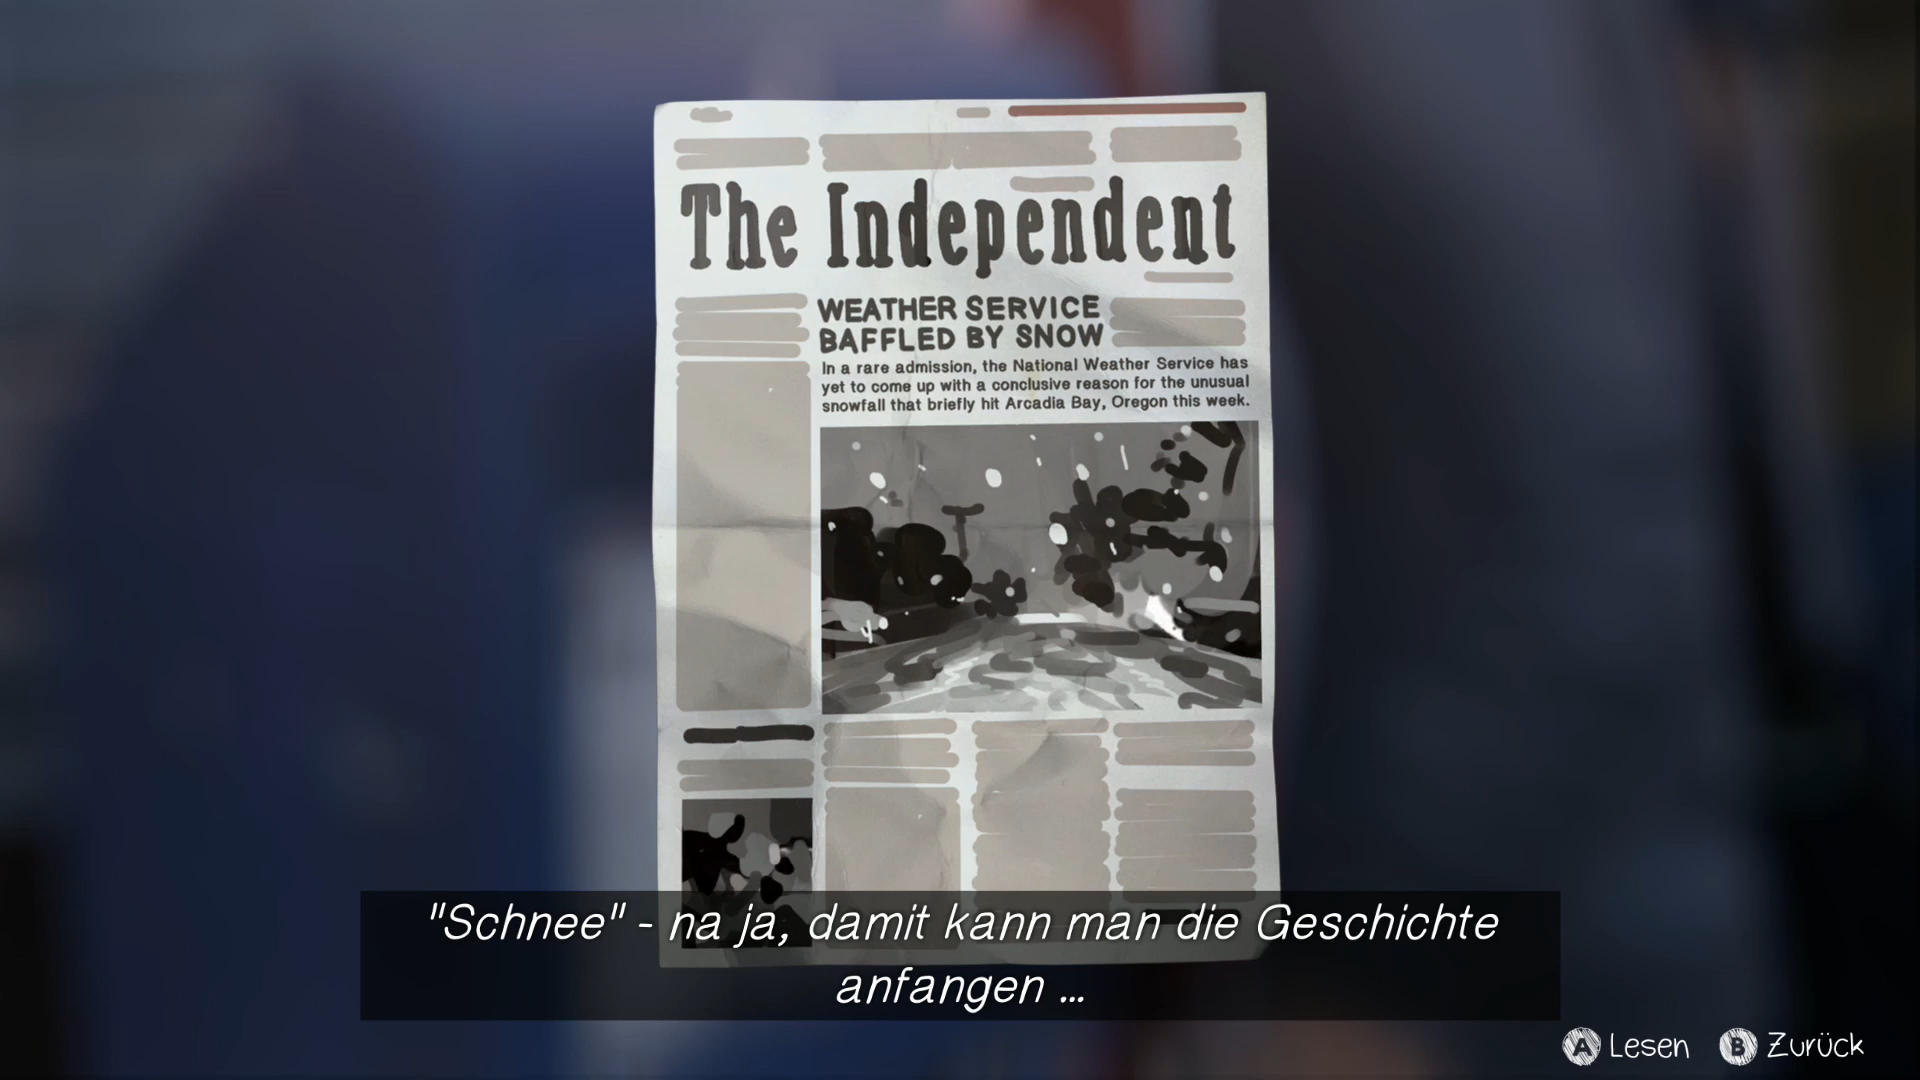 The Independent
WEATHER SERVICE
BAFFLED BY SNOW
In a rare admission, the National Weather Service has
yet to come up with a conclusive reason for the unusual
snowfall that briefly hit Arcadia Bay, Oregon this week.
"Schnee" - na ja, damit kann man die Geschichte
anfangen ...
A Lesen B Zurück